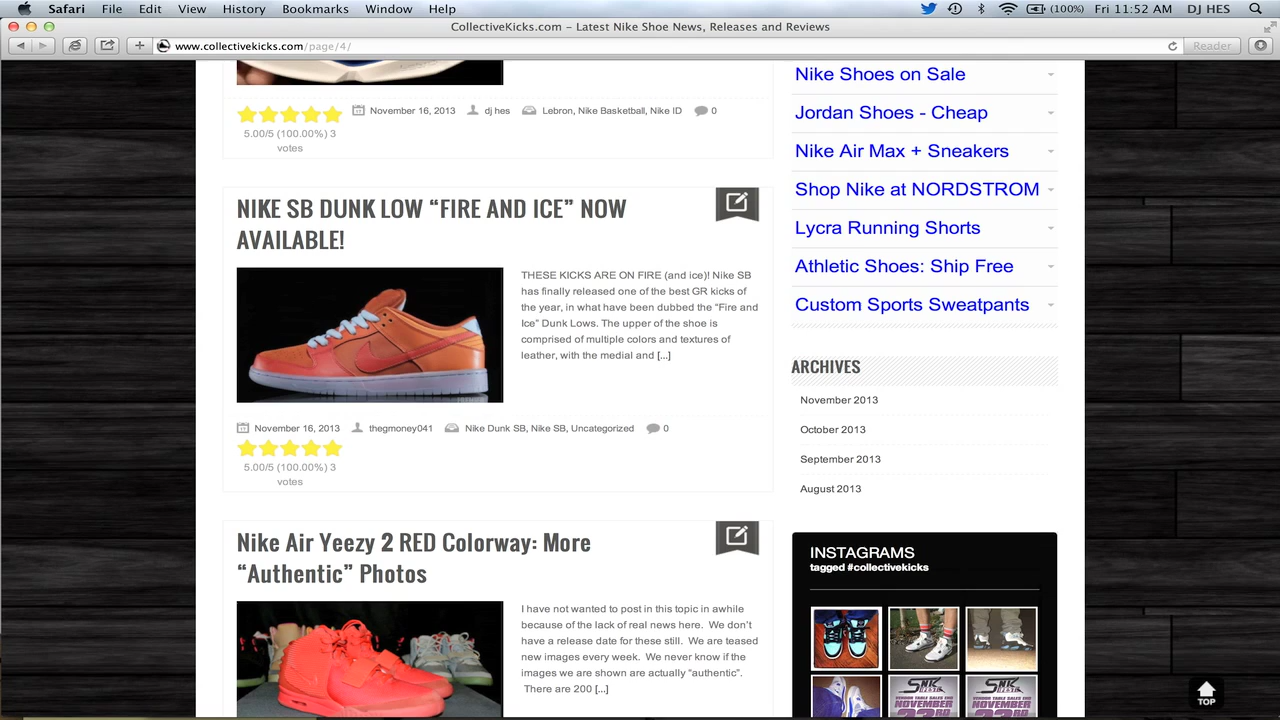 Safari File Edit View History Bookmarks Window Help (100%) Fri 11:52 AM DJ HES
CollectiveKicks.com – Latest Nike Shoe News, Releases and Reviews
www.collectivekicks.com/page/4/ Reader
5.00/5 (100.00%) 3
votes
November 16, 2013 dj hes Lebron, Nike Basketball, Nike ID 0
NIKE SB DUNK LOW “FIRE AND ICE” NOW
AVAILABLE!
THESE KICKS ARE ON FIRE (and ice)! Nike SB
has finally released one of the best GR kicks of
the year, in what have been dubbed the “Fire and
Ice” Dunk Lows. The upper of the shoe is
comprised of multiple colors and textures of
leather, with the medial and [...]
November 16, 2013 thegmoney041 Nike Dunk SB, Nike SB, Uncategorized 0
5.00/5 (100.00%) 3
votes
Nike Air Yeezy 2 RED Colorway: More
“Authentic” Photos
I have not wanted to post in this topic in awhile
because of the lack of real news here. We don’t
have a release date for these still. We are teased
new images every week. We never know if the
images we are shown are actually “authentic”.
There are 200 [...]
Nike Shoes on Sale
Jordan Shoes - Cheap
Nike Air Max + Sneakers
Shop Nike at NORDSTROM
Lycra Running Shorts
Athletic Shoes: Ship Free
Custom Sports Sweatpants
ARCHIVES
November 2013
October 2013
September 2013
August 2013
INSTAGRAMS
tagged #collectivekicks
VENDOR TABLE SALES END
NOVEMBER
VENDOR TABLE SALES END
NOVEMBER
TOP